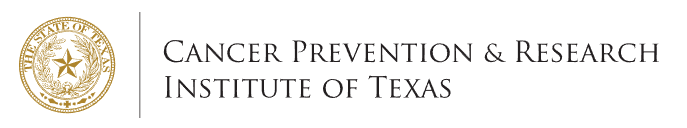 THE STATE OF TEXAS
CANCER PREVENTION & RESEARCH
INSTITUTE OF TEXAS